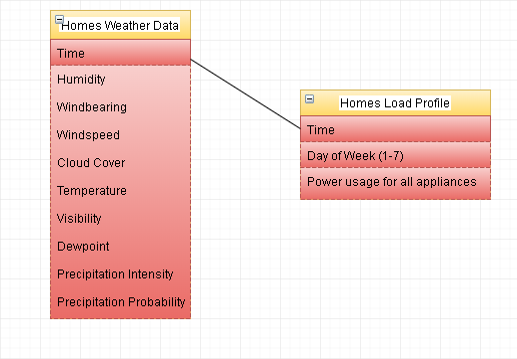 Homes Weather Data
Time
Humidity
Windbearing
Windspeed
Cloud Cover
Temperature
Visibility
Dewpoint
Precipitation Intensity
Precipitation Probability
Homes Load Profile
Time
Day of Week (1-7)
Power usage for all appliances